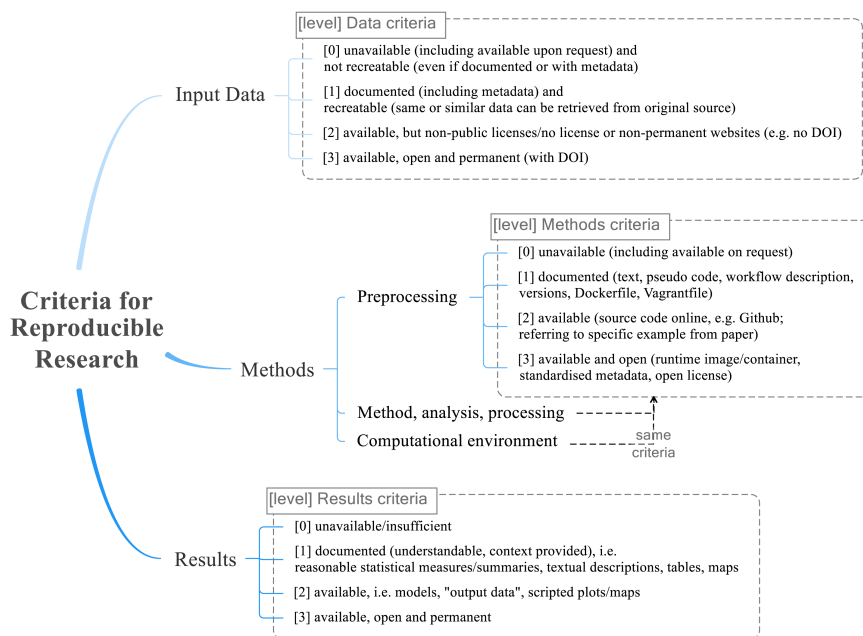 [level] Data criteria
[0] unavailable (including available upon request) and
not recreatable (even if documented or with metadata)
Input Data
[1] documented (including metadata) and
recreatable (same or similar data can be retrieved from original source)
[2] available, but non-public licenses/no license or non-permanent websites (e.g. no DOI)
[3] available, open and permanent (with DOI)
[level] Methods criteria
[0] unavailable (including available on request)
Criteria for
Reproducible
Research
Preprocessing
[1] documented (text, pseudo code, workflow description,
versions, Dockerfile, Vagrantfile)
[2] available (source code online, e.g. Github;
referring to specific example from paper)
[3] available and open (runtime image/container,
standardised metadata, open license)
Methods
Method, analysis, processing
Computational environment
same
criteria
[level] Results criteria
[0] unavailable/insufficient
Results
[1] documented (understandable, context provided), i.e.
reasonable statistical measures/summaries, textual descriptions, tables, maps
[2] available, i.e. models, "output data", scripted plots/maps
[3] available, open and permanent